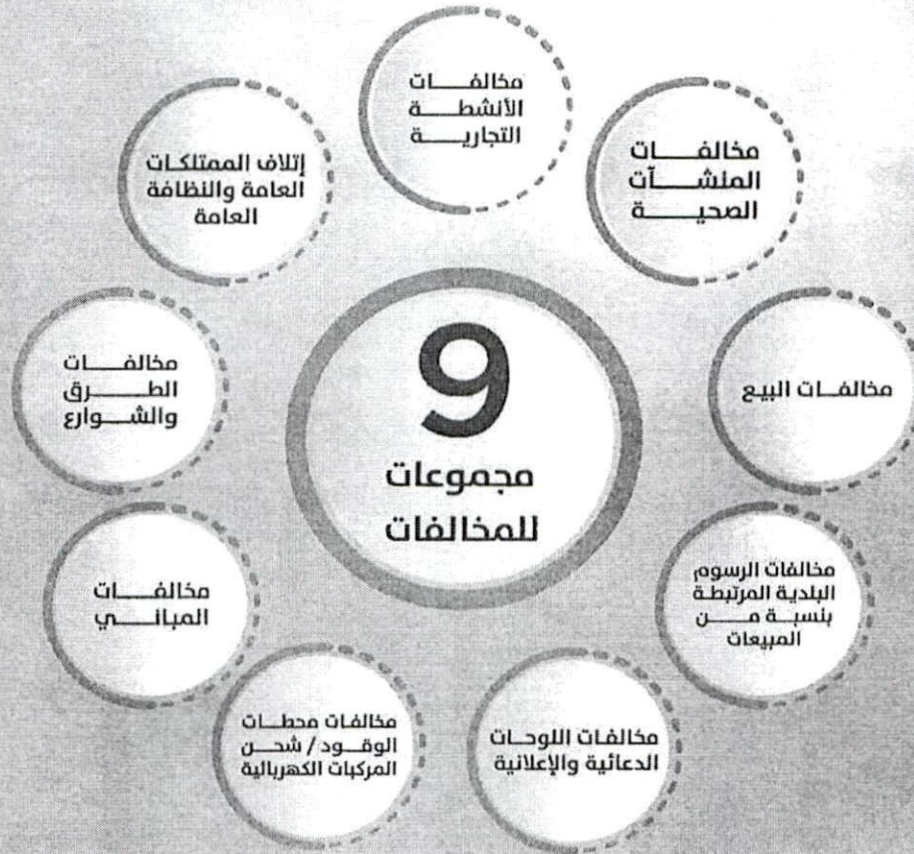 مخالفات
الأنشطة
التجارية
مخالفات
المنشآت
الصحية
إتلاف الممتلكات
العامة والنظافة
العامة
مخالفات البيع
مخالفات
الطرق
والشوارع
9
مجموعات
للمخالفات
مخالفات الرسوم
البلدية المرتبطة
بنسبة من
المبيعات
مخالفات
المباني
مخالفات اللوحات
الدعائية والإعلانية
مخالفات محطات
الوقود / شحن
المركبات الكهربائية